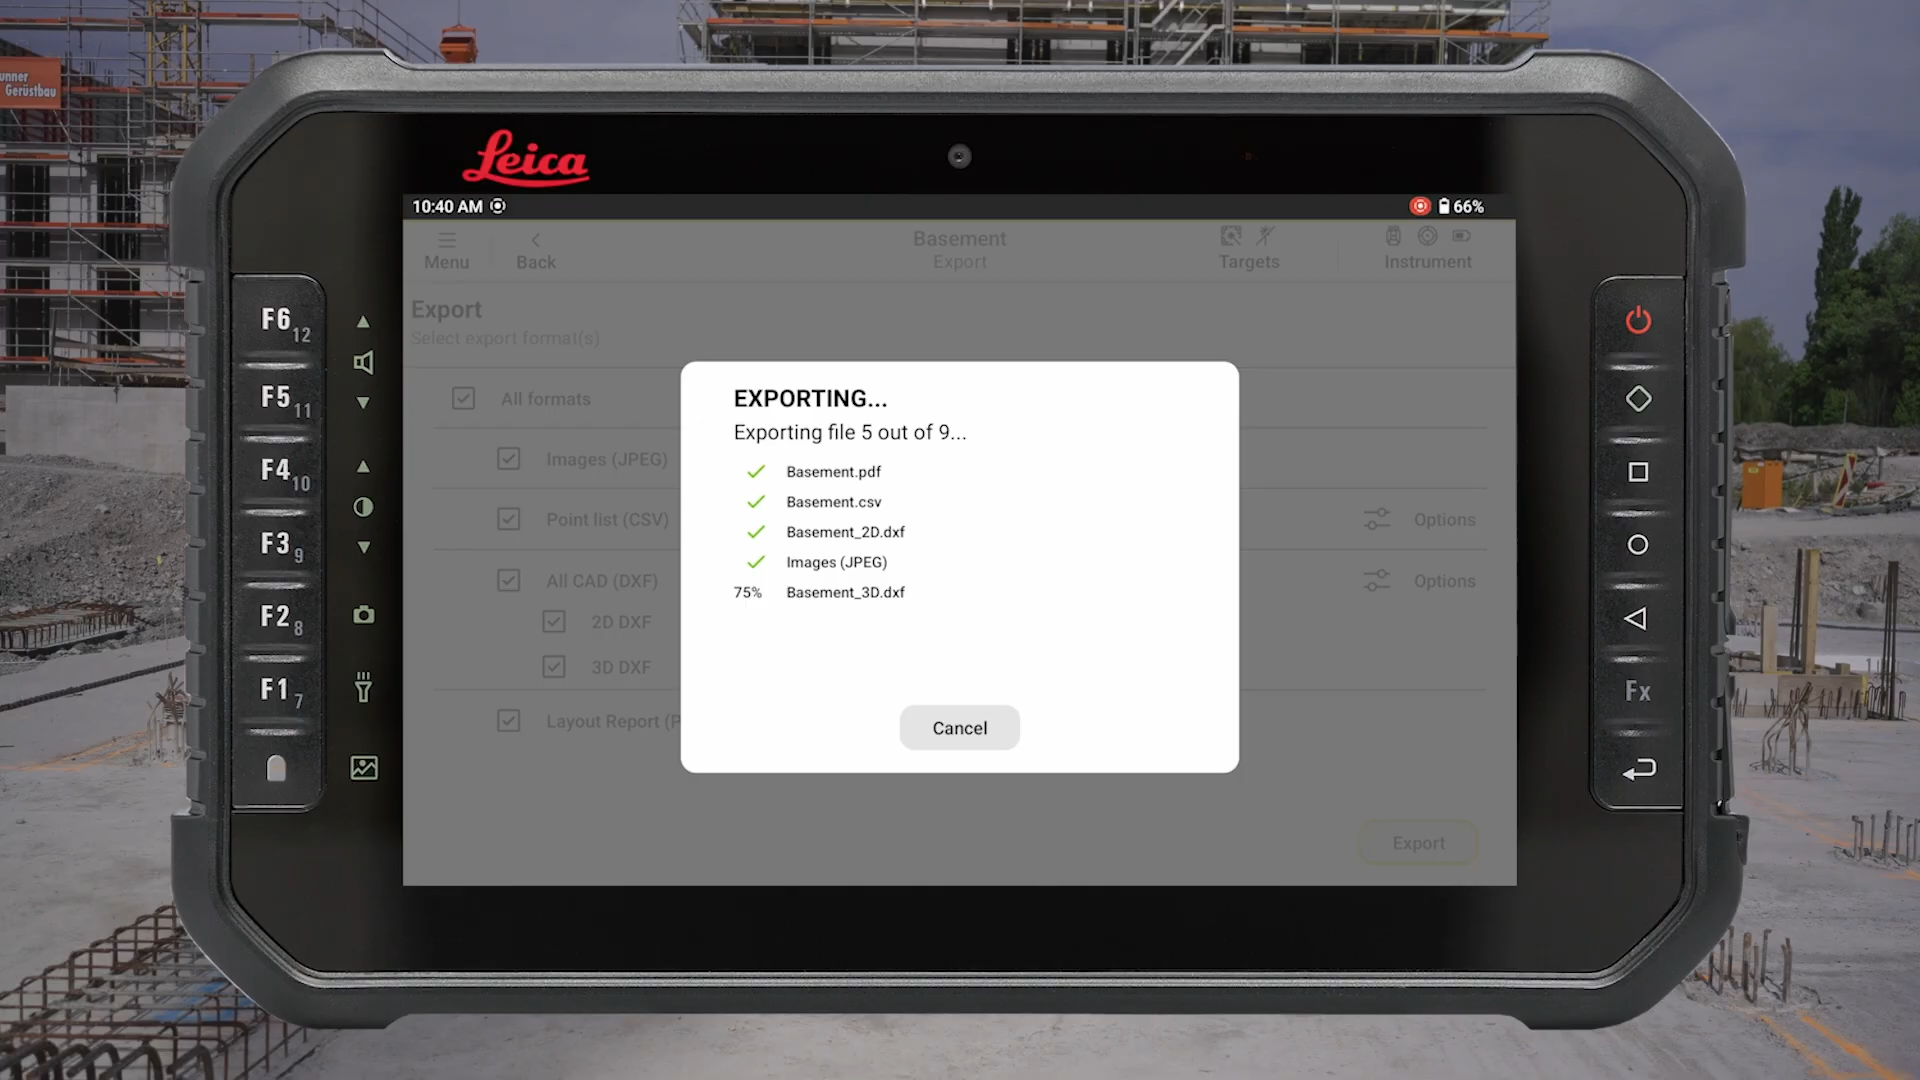 unner
Gerüstbau
Leica
10:40 AM
66%
Menu
Back
Basement
Export
Targets
Instrument
Export
Select export format(s)
All formats
Images (JPEG)
Point list (CSV)
Options
All CAD (DXF)
Options
2D DXF
3D DXF
Layout Report (P
EXPORTING...
Exporting file 5 out of 9...
Basement.pdf
Basement.csv
Basement_2D.dxf
Images (JPEG)
75% Basement_3D.dxf
Cancel
Export
F6 12
F5 11
F4 10
F3 9
F2 8
F1 7
Fx